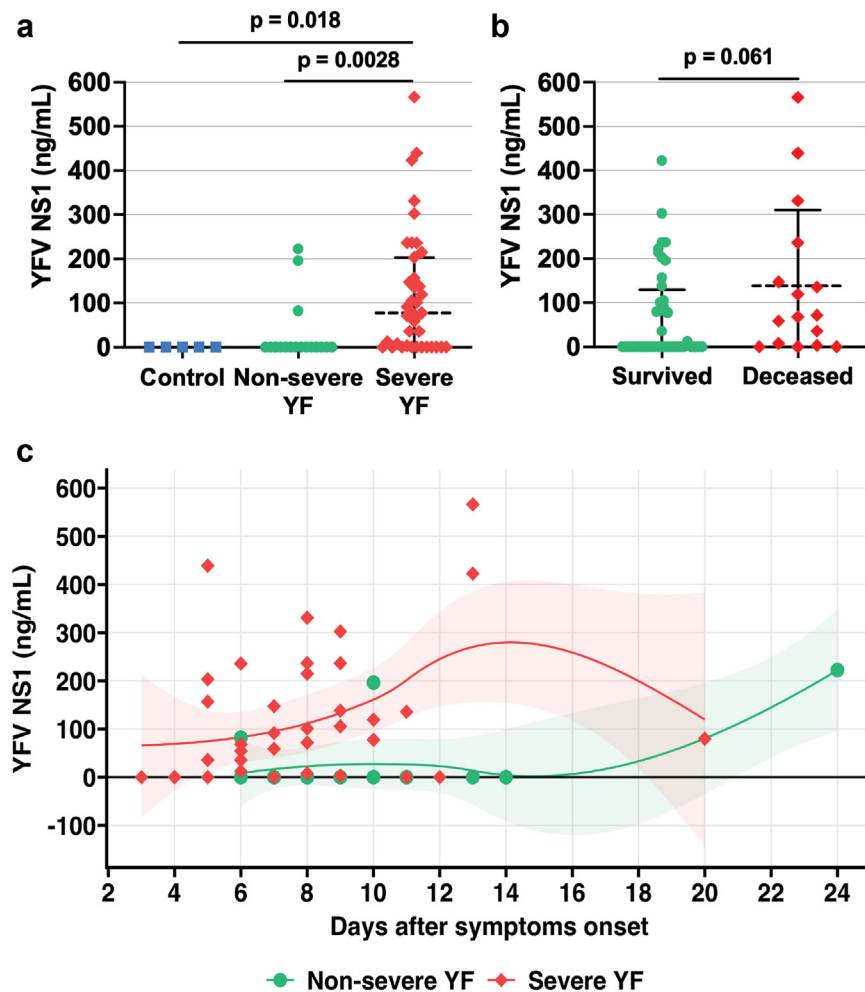 a
p = 0.018
p = 0.0028
YFV NS1 (ng/mL)
600
500
400
300
200
100
0
Control
Non-severe
YF
Severe
YF
b
p = 0.061
YFV NS1 (ng/mL)
600
500
400
300
200
100
0
Survived
Deceased
c
YFV NS1 (ng/mL)
600
500
400
300
200
100
0
-100
2 4 6 8 10 12 14 16 18 20 22 24
Days after symptoms onset
Non-severe YF Severe YF